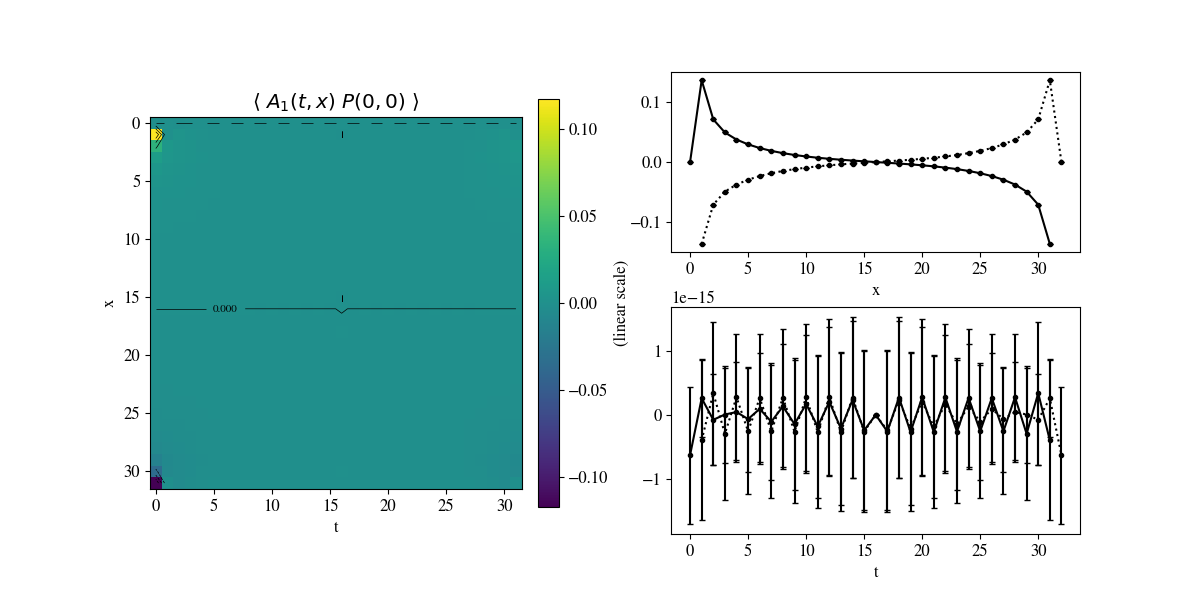 ⟨ A₁(t, x) P(0, 0) ⟩
0
5
10
15
20
25
30
x
0.000
0 5 10 15 20 25 30
t
0.10
0.05
0.00
−0.05
−0.10
(linear scale)
0.1
0.0
−0.1
0 5 10 15 20 25 30
x
1e−15
1
0
−1
0 5 10 15 20 25 30
t